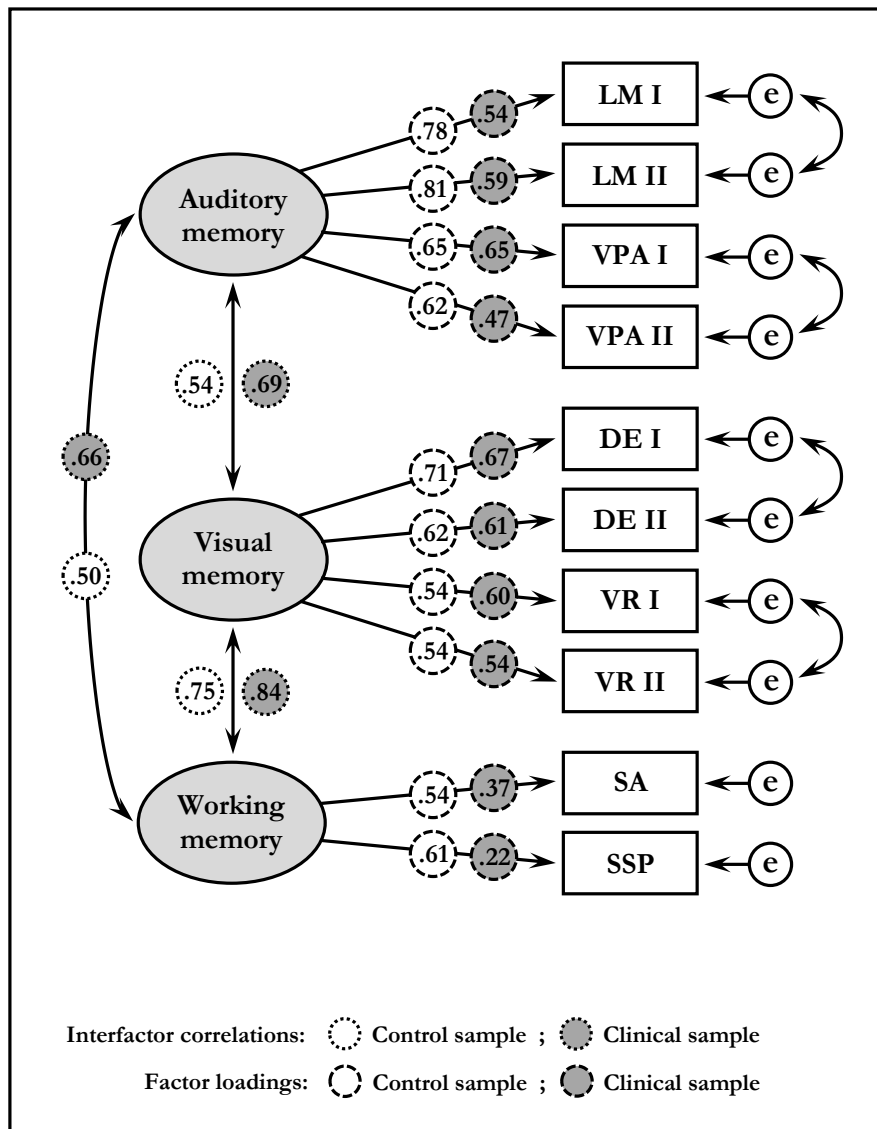 LM I
e
.78
.54
LM II
e
.81
.59
Auditory
memory
VPA I
e
.65
.65
VPA II
e
.62
.47
.54
.69
DE I
e
.71
.67
.66
DE II
e
.62
.61
Visual
memory
.50
VR I
e
.54
.60
VR II
e
.54
.54
.75
.84
SA
e
.54
.37
Working
memory
SSP
e
.61
.22
Interfactor correlations: Control sample ; Clinical sample
Factor loadings: Control sample ; Clinical sample